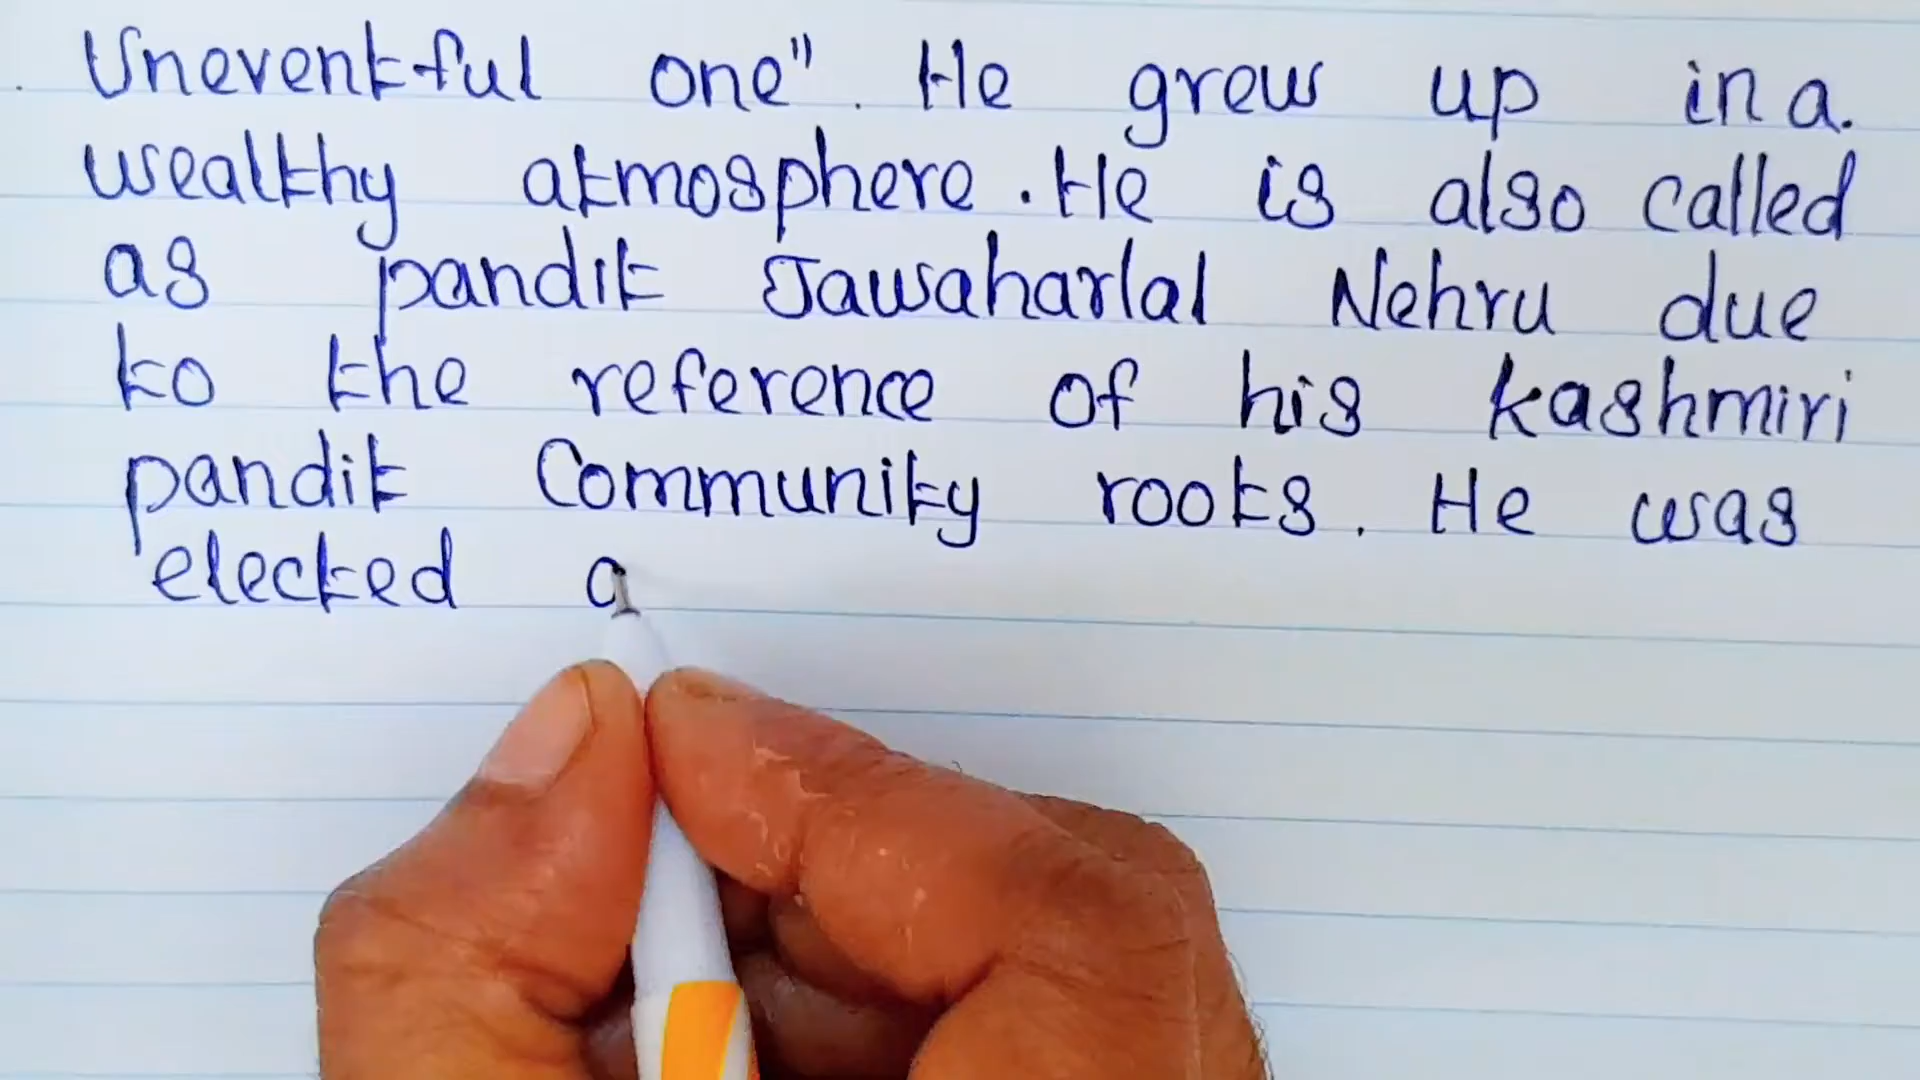 Uneventful one". He grew up in a.
wealthy atmosphere. He is also called
as pandit Jawaharlal Nehru due
to the reference of his kashmiri
pandit Community roots. He was
elected a